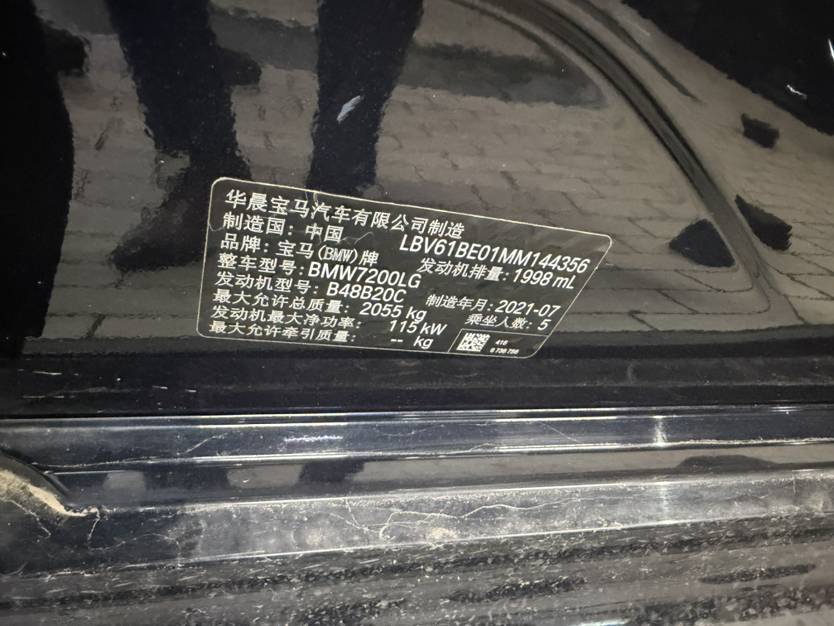 华晨宝马汽车有限公司制造
制造国: 中国 LBV61BE01MM144356
品牌: 宝马(BMW)牌
整车型号: BMW7200LG 发动机排量: 1998 mL
发动机型号: B48B20C 制造年月: 2021-07
最大允许总质量: 2055 kg 乘坐人数: 5
发动机最大净功率: 115 kW
最大允许牵引质量: -- kg
416